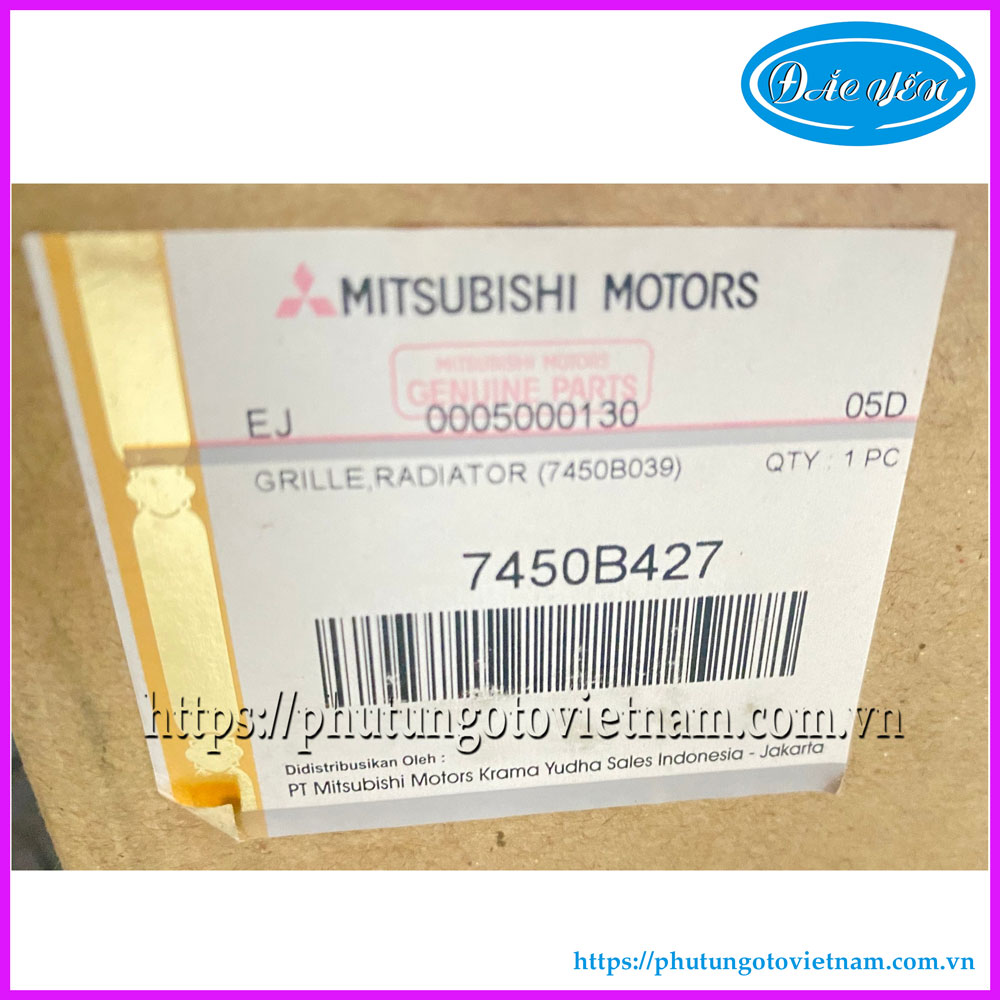 ĐẮC YẾN
MITSUBISHI MOTORS
MITSUBISHI MOTORS
GENUINE PARTS
EJ 0005000130 05D
GRILLE,RADIATOR (7450B039) QTY : 1 PC
7450B427
https://phutungotovietnam.com.vn
Didistribusikan Oleh :
PT Mitsubishi Motors Krama Yudha Sales Indonesia - Jakarta
https://phutungotovietnam.com.vn